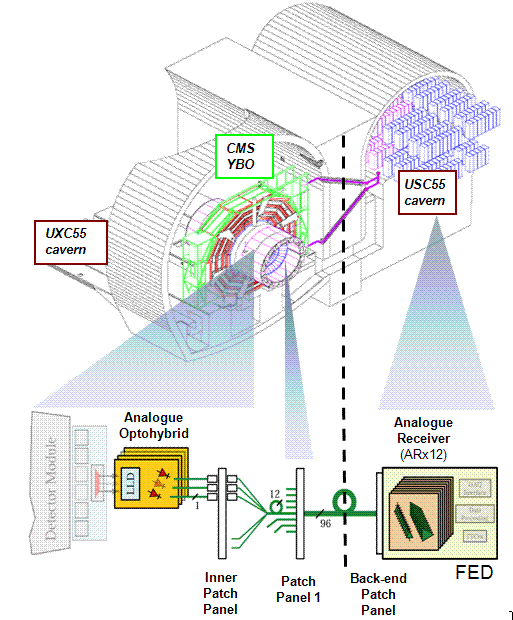 CMS
YBO
USC55
cavern
UXC55
cavern
Analogue
Optohybrid
Analogue
Receiver
(ARx12)
Detector Module
LLD
1
12
96
FED
Inner
Patch
Panel
Patch
Panel 1
Back-end
Patch
Panel